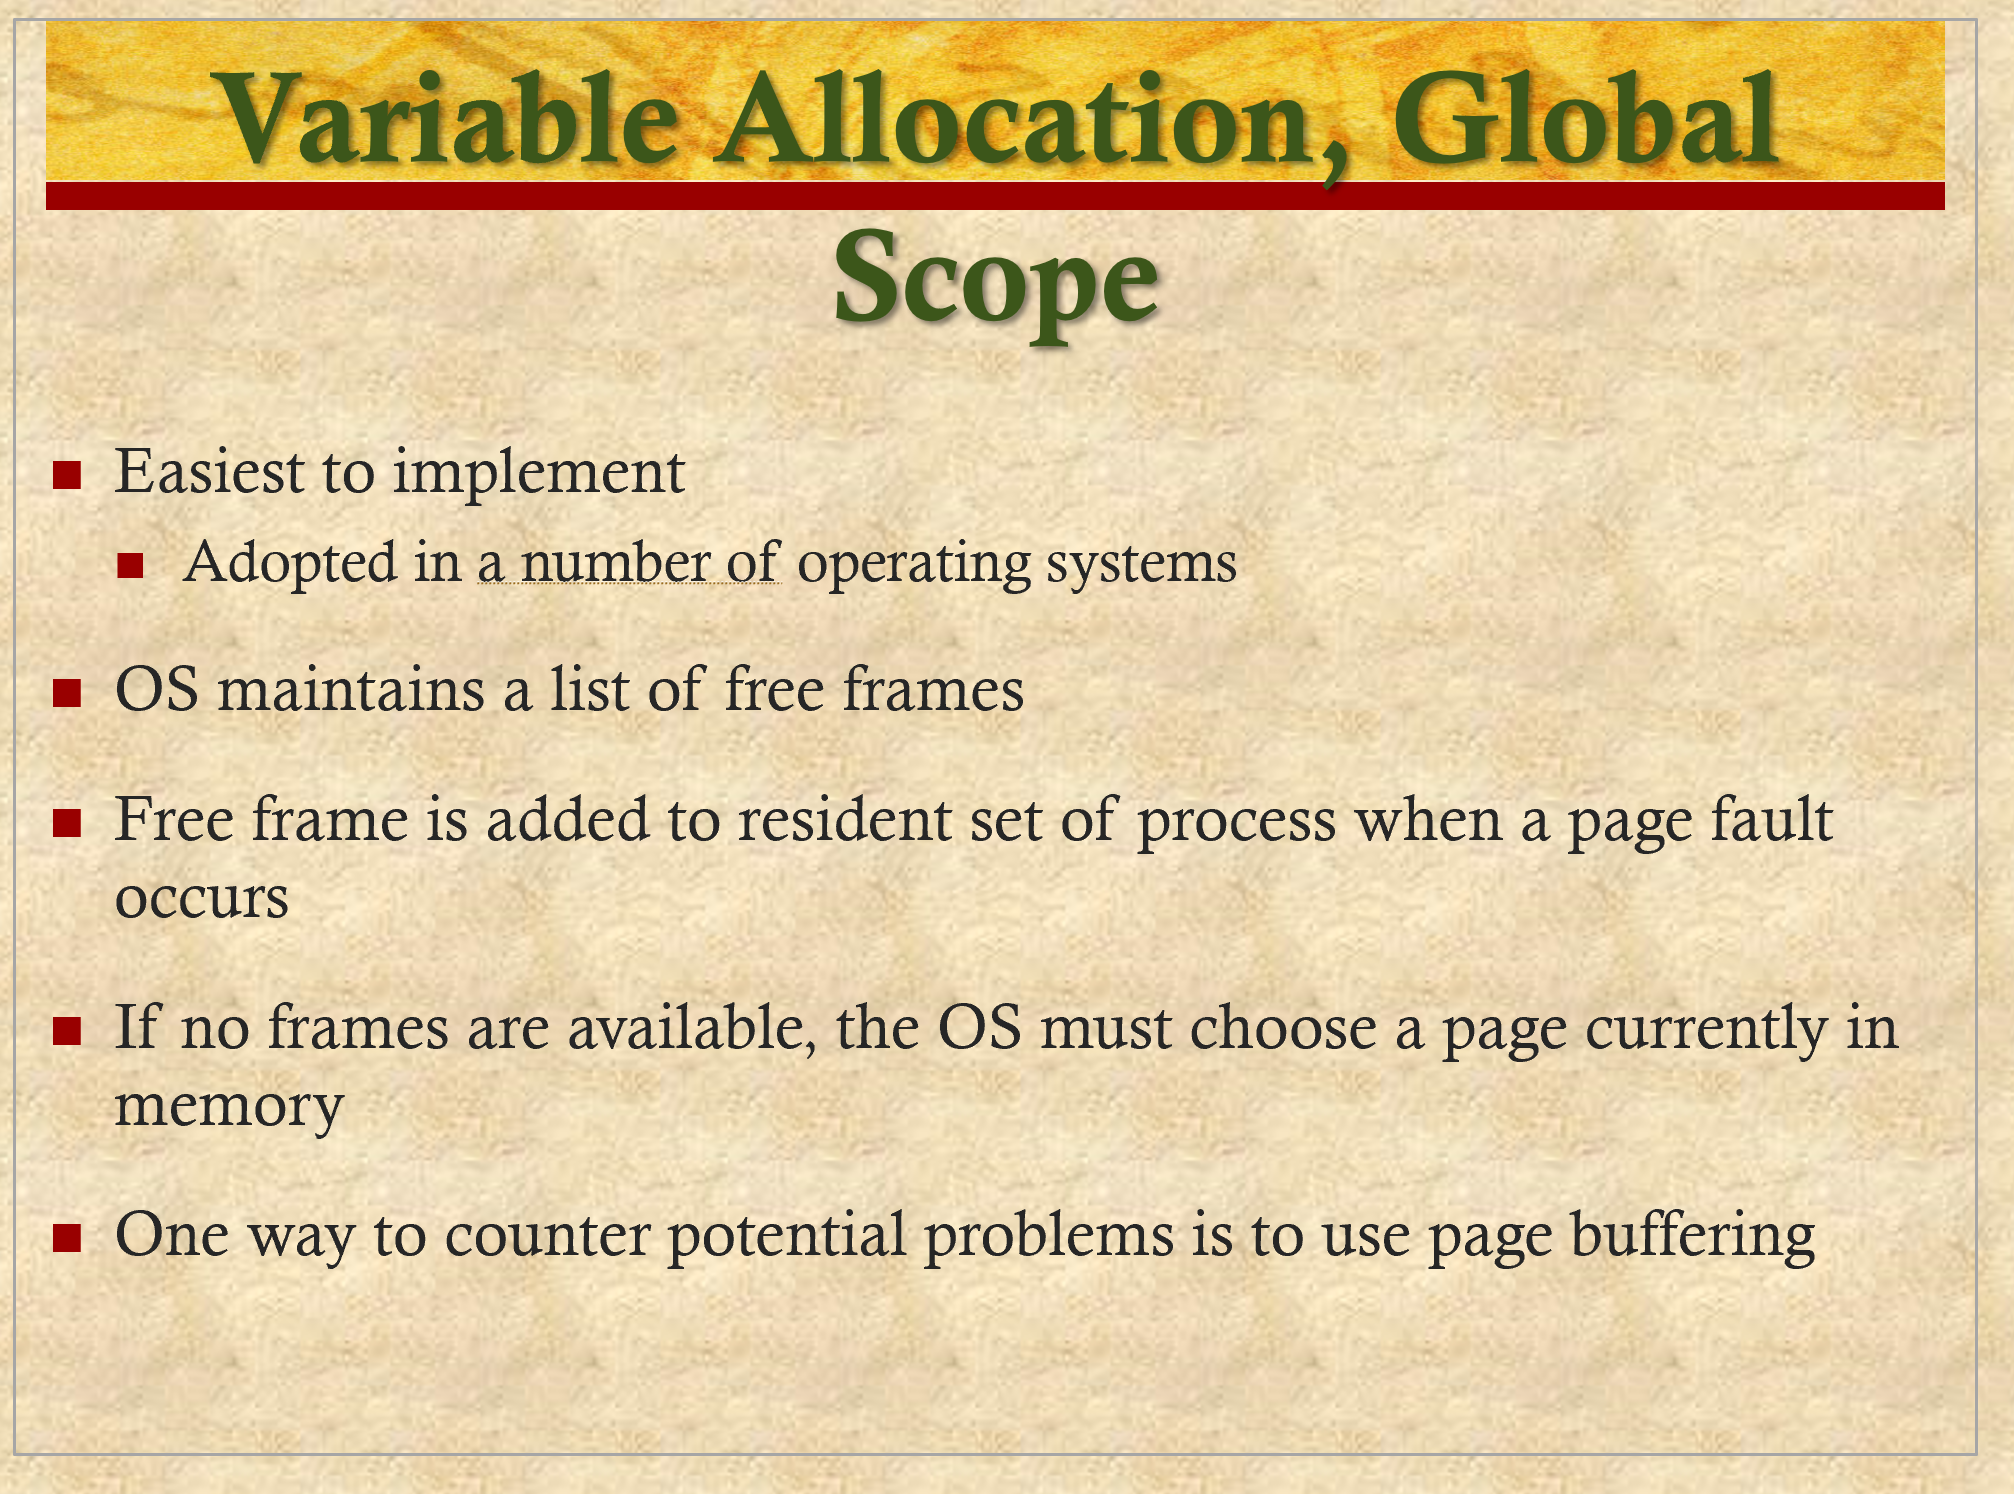 Variable Allocation, Global
Scope
Easiest to implement
Adopted in a number of operating systems
OS maintains a list of free frames
Free frame is added to resident set of process when a page fault
occurs
If no frames are available, the OS must choose a page currently in
memory
One way to counter potential problems is to use page buffering